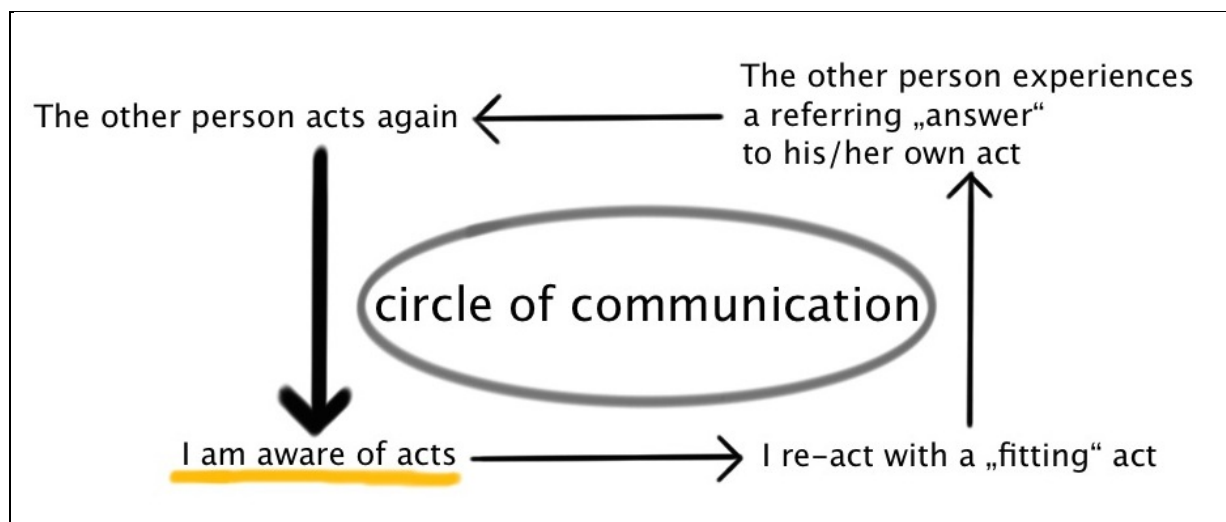 The other person acts again
The other person experiences
a referring „answer“
to his/her own act
circle of communication
I am aware of acts
I re-act with a „fitting“ act